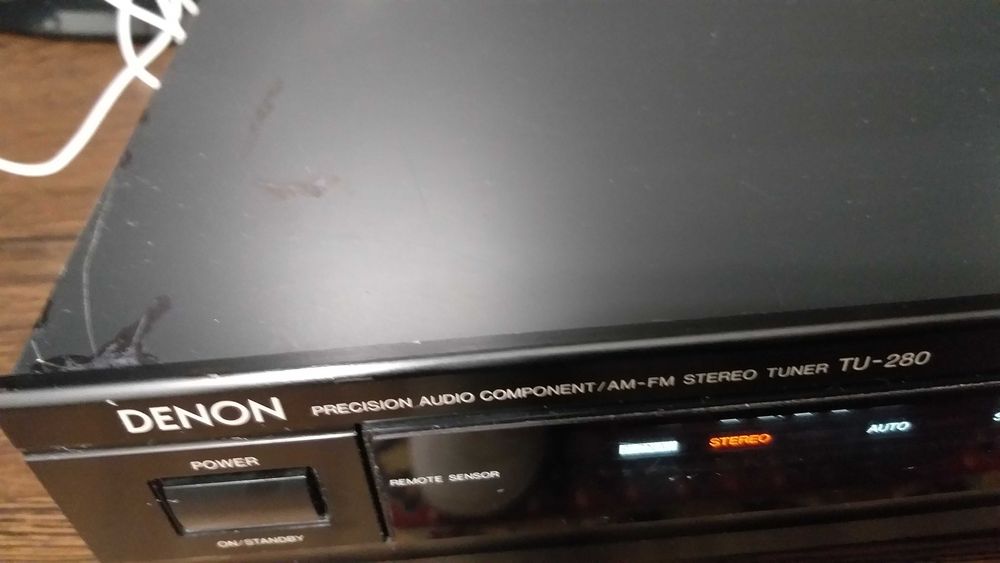 DENON PRECISION AUDIO COMPONENT/AM-FM STEREO TUNER TU-280
POWER
STEREO AUTO
REMOTE SENSOR
ON/STANDBY